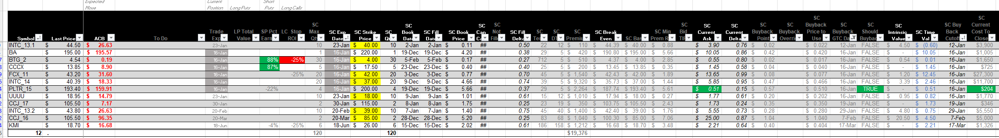 Expected Move Current Position Long Puts Short Puts Long Calls
Symbol Last Price ACB To Do Trade Exp LP Total Value SP Pct Earn LC Stop ROI SC Max Qty SC Exp Date SC Strike Price SC Qt SC Book Date SC Fill Date SC Book Price SC Can Ca SC Not Fille SC Fill Delta SC Ter SC DT SC Premiu SC Break Even SC Bas SC Min Prem R SC Bid TIF SC Current Ask SC Current Delta SC Buyback Point SC Buyback Overri SC Buyback Price to Use SC Buyback GTC Da SC Should Buybac SC Intrinsic Value SC Time Val SC Buy Back Cutoff SC Current Cost To Close
INTC_13.1 $ 44.50 $ 26.63 23-Jan 10 23-Jan $ 40.00 10 2-Jan 2-Jan $ 0.11 ## 0.50 22 12 $ 110 $ 44.39 $ 40.00 $ 0.88 $ 3.90 0.76 $ 0.02 $ 0.022 12-Jan FALSE $ 4.50 $ (0.60) 12-Jan $3,900
BA $ 195.00 $ 195.57 16-Jan 1 16-Jan $ 220.00 1 19-Dec 19-Dec $ 4.20 ## 0.38 29 5 $ 420 $ 190.80 $ 195.00 $ 5.66 $ 10.05 0.86 $ 0.42 $ 0.420 16-Jan FALSE $ - $ 10.05 16-Jan $1,005
BTG_2 $ 4.54 $ 0.19 16-Jan 88% -25% 30 16-Jan $ 4.00 30 5-Feb 5-Feb $ 0.17 ## 0.27 712 5 $ 510 $ 4.37 $ 4.00 $ 2.85 $ 0.55 0.80 $ 0.02 $ 0.017 16-Jan FALSE $ 0.54 $ 0.01 16-Jan $1,650
CCCX $ 13.85 $ 8.90 16-Jan 87% 5 16-Jan $ 17.50 5 23-Dec 23-Dec $ 0.40 ## 0.40 25 5 $ 200 $ 13.45 $ 13.85 $ 0.35 $ 1.45 0.58 $ 0.04 $ 0.040 16-Jan FALSE $ - $ 1.45 16-Jan $725
FCX_11 $ 43.20 $ 31.60 16-Jan -25% 20 16-Jan $ 42.00 20 3-Dec 3-Dec $ 0.77 ## 0.70 45 5 $ 1,540 $ 42.43 $ 42.00 $ 1.89 $ 13.65 0.99 $ 0.08 $ 0.077 16-Jan FALSE $ 1.20 $ 12.45 16-Jan $27,300
INTC_14 $ 40.39 $ 18.33 16-Jan 20 16-Jan $ 37.00 20 9-Dec 9-Dec $ 4.66 ## 0.74 39 5 $ 9,320 $ 35.73 $ 37.00 $ 1.44 $ 5.85 0.95 $ 0.47 $ 0.466 16-Jan FALSE $ 3.39 $ 2.46 16-Jan $11,700
PLTR_15 $ 193.40 $ 159.91 16-Jan -22% 4 16-Jan $ 200.00 4 19-Dec 19-Dec $ 5.66 ## 0.37 29 5 $ 2,264 $ 187.74 $ 193.40 $ 5.61 $ 0.51 0.15 $ 0.57 $ 0.510 16-Jan TRUE $ - $ 0.51 16-Jan $204
UUUU $ 18.95 $ 14.79 23-Jan 10 23-Jan $ 18.00 10 9-Jan 9-Jan $ 1.01 ## 0.61 15 12 $ 1,010 $ 17.94 $ 18.00 $ 0.27 $ 1.77 0.61 $ 0.20 $ 0.202 16-Jan FALSE $ 0.95 $ 0.82 16-Jan $1,770
CCJ_17 $ 105.50 $ 7.17 30-Jan 2 30-Jan $ 115.00 2 8-Jan 8-Jan $ 1.75 ## 0.25 23 19 $ 350 $ 103.75 $ 105.50 $ 2.43 $ 1.73 0.24 $ 0.35 $ 0.350 19-Jan FALSE $ - $ 1.73 19-Jan $346
INTC_13.2 $ 43.80 $ 26.63 20-Feb 10 20-Feb $ 39.00 10 7-Jan 7-Jan $ 1.40 ## 0.75 45 40 $ 1,400 $ 42.40 $ 39.00 $ 1.76 $ 5.55 0.73 $ 0.28 $ 0.280 29-Jan FALSE $ 4.80 $ 0.75 29-Jan $5,550
CCJ_16 $ 105.50 $ 96.35 20-Mar 2 20-Mar $ 85.00 2 28-Dec 28-Dec $ 5.20 ## 0.25 83 68 $ 1,040 $ 100.30 $ 85.00 $ 7.06 $ 25.00 0.87 $ 1.04 $ 1.040 7-Feb FALSE $ 20.50 $ 4.50 7-Feb $5,000
KMI $ 18.70 $ 16.68 18-Jun -4% -25% 6 18-Jun $ 26.00 6 15-Dec 15-Dec $ 2.02 ## 0.61 186 158 $ 1,212 $ 16.68 $ 18.70 $ 3.48 $ 2.21 0.64 $ 0.40 $ 0.404 17-Mar FALSE $ - $ 2.21 17-Mar $1,326
12 . 120 120 $19,376